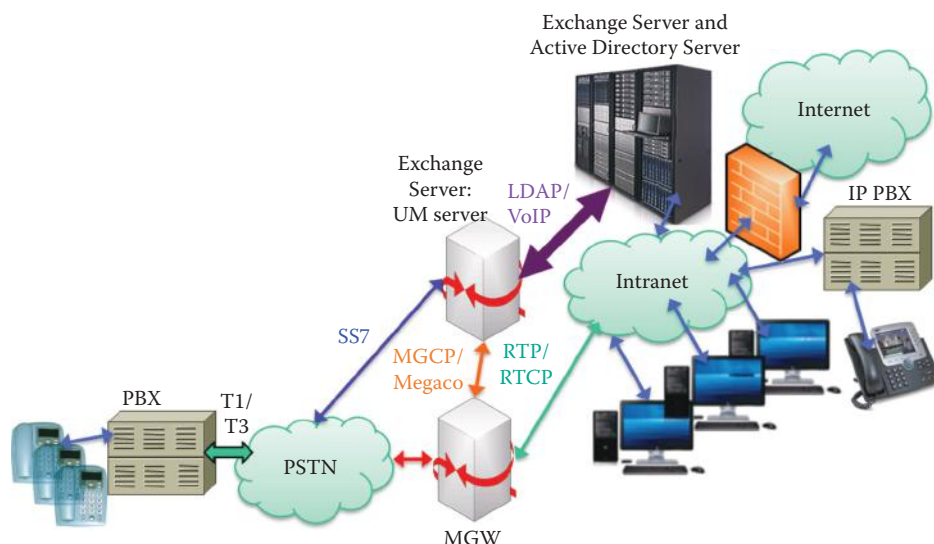 Exchange Server and
Active Directory Server
Internet
Exchange
Server:
UM server
LDAP/
VoIP
IP PBX
Intranet
SS7
MGCP/
Megaco
RTP/
RTCP
PBX
T1/
T3
PSTN
MGW